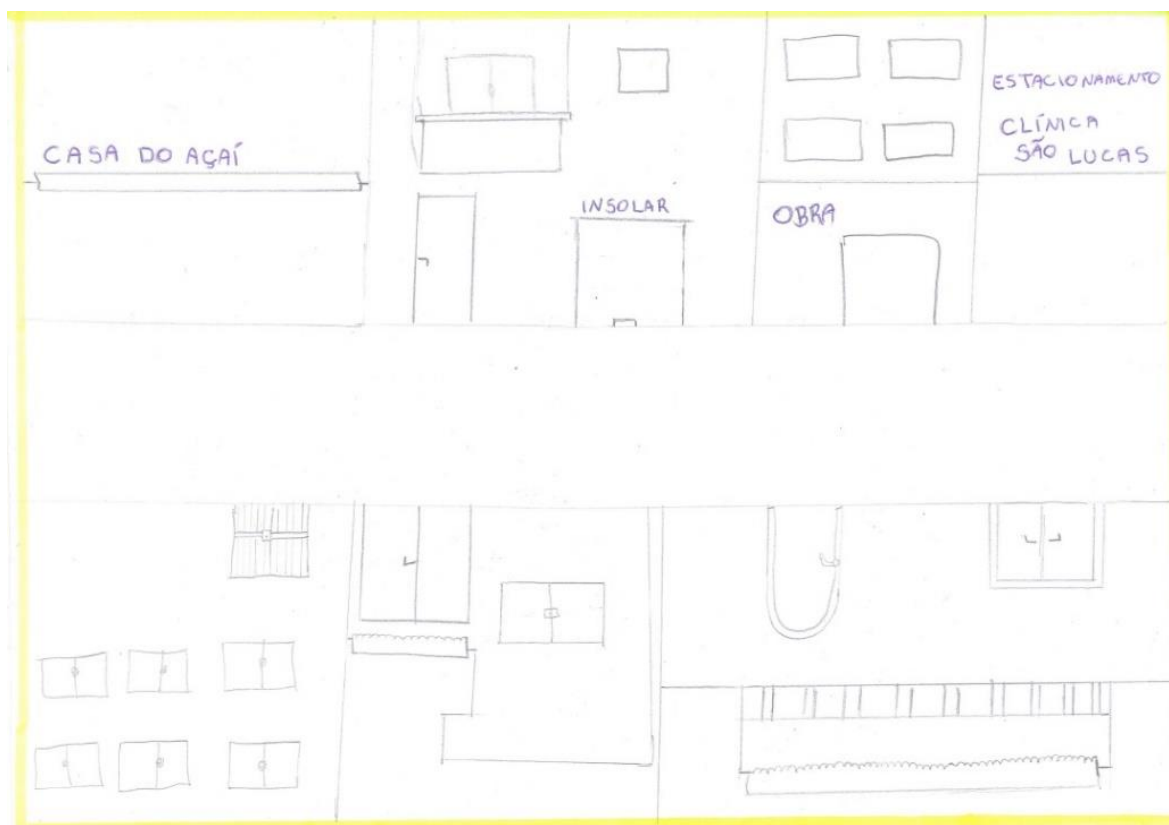 CASA DO AÇAÍ
INSOLAR
OBRA
ESTACIONAMENTO
CLÍNICA
SÃO LUCAS